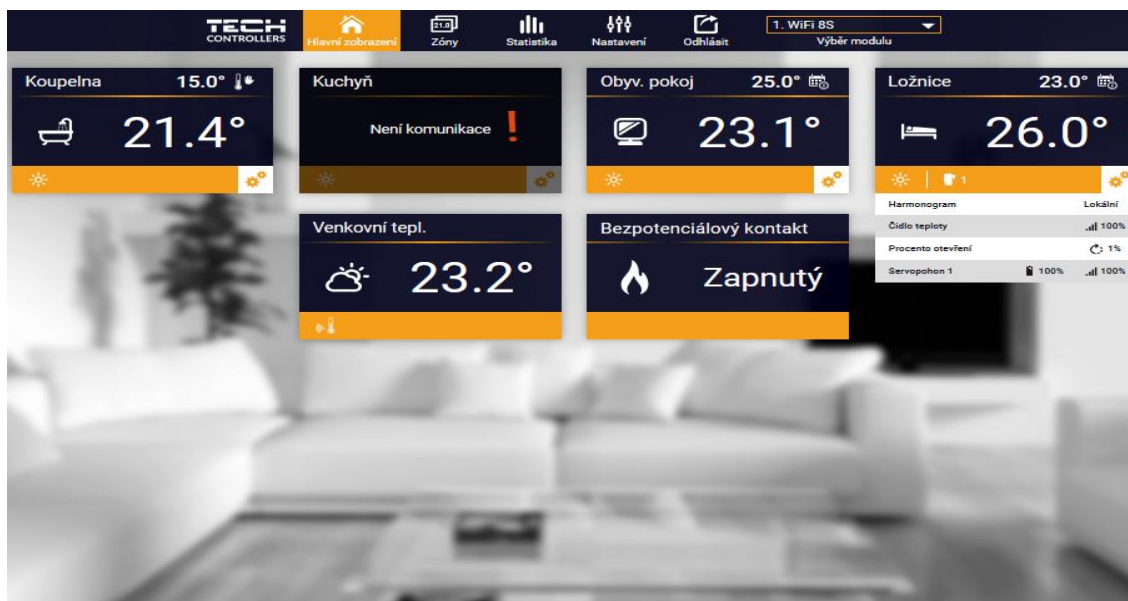 TECH
CONTROLLERS
Hlavní zobrazení
21.0
Zóny
Statistika
Nastavení
Odhlásit
1. WiFi 8S
Výběr modulu
Koupelna 15.0°
21.4°
Kuchyň
Není komunikace !
Obyv. pokoj 25.0°
23.1°
Ložnice 23.0°
26.0°
1
Harmonogram Lokální
Čidlo teploty 100%
Procento otevření 1%
Servopohon 1 100% 100%
Venkovní tepl.
23.2°
Bezpotenciálový kontakt
Zapnutý